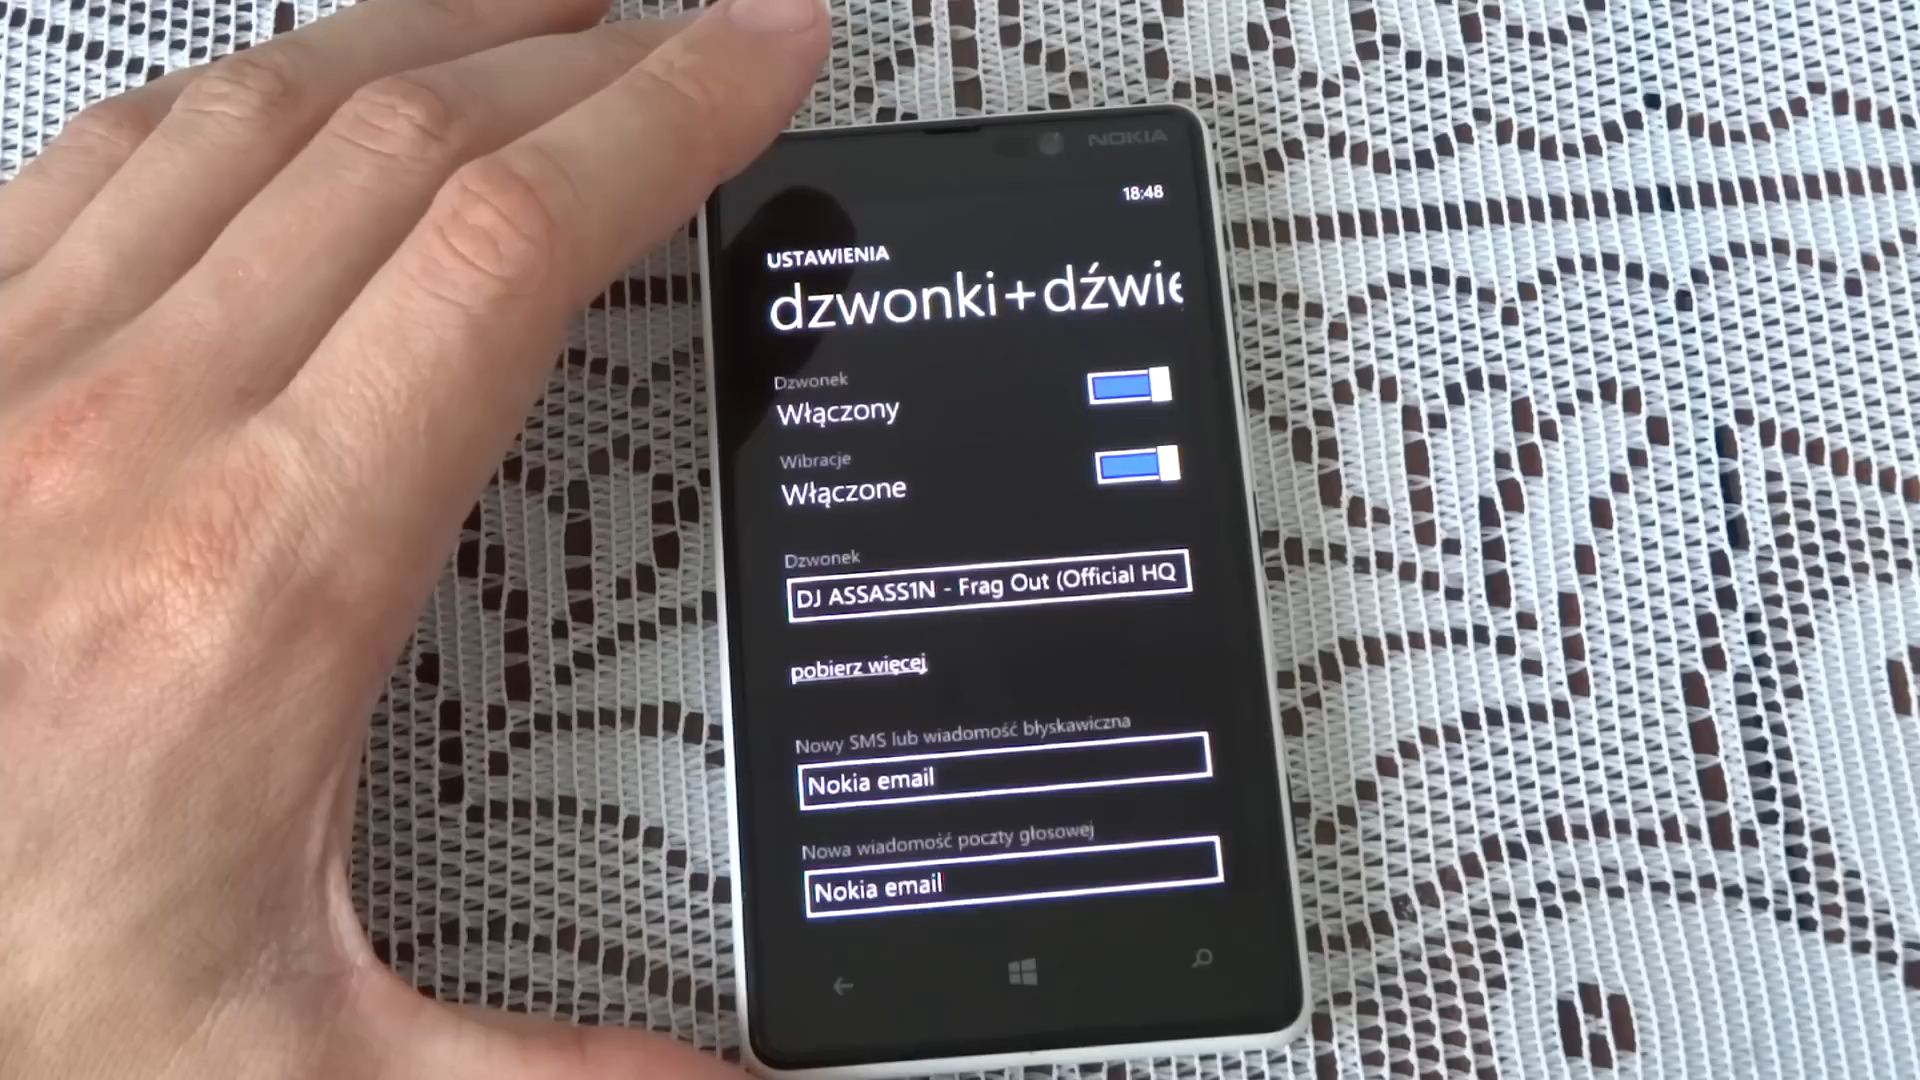 NOKIA
18:48
USTAWIENIA
dzwonki+dźwię
Dzwonek
Włączony
Wibracje
Włączone
Dzwonek
DJ ASSASS1N - Frag Out (Official HQ
pobierz więcej
Nowy SMS lub wiadomość błyskawiczna
Nokia email
Nowa wiadomość poczty głosowej
Nokia email